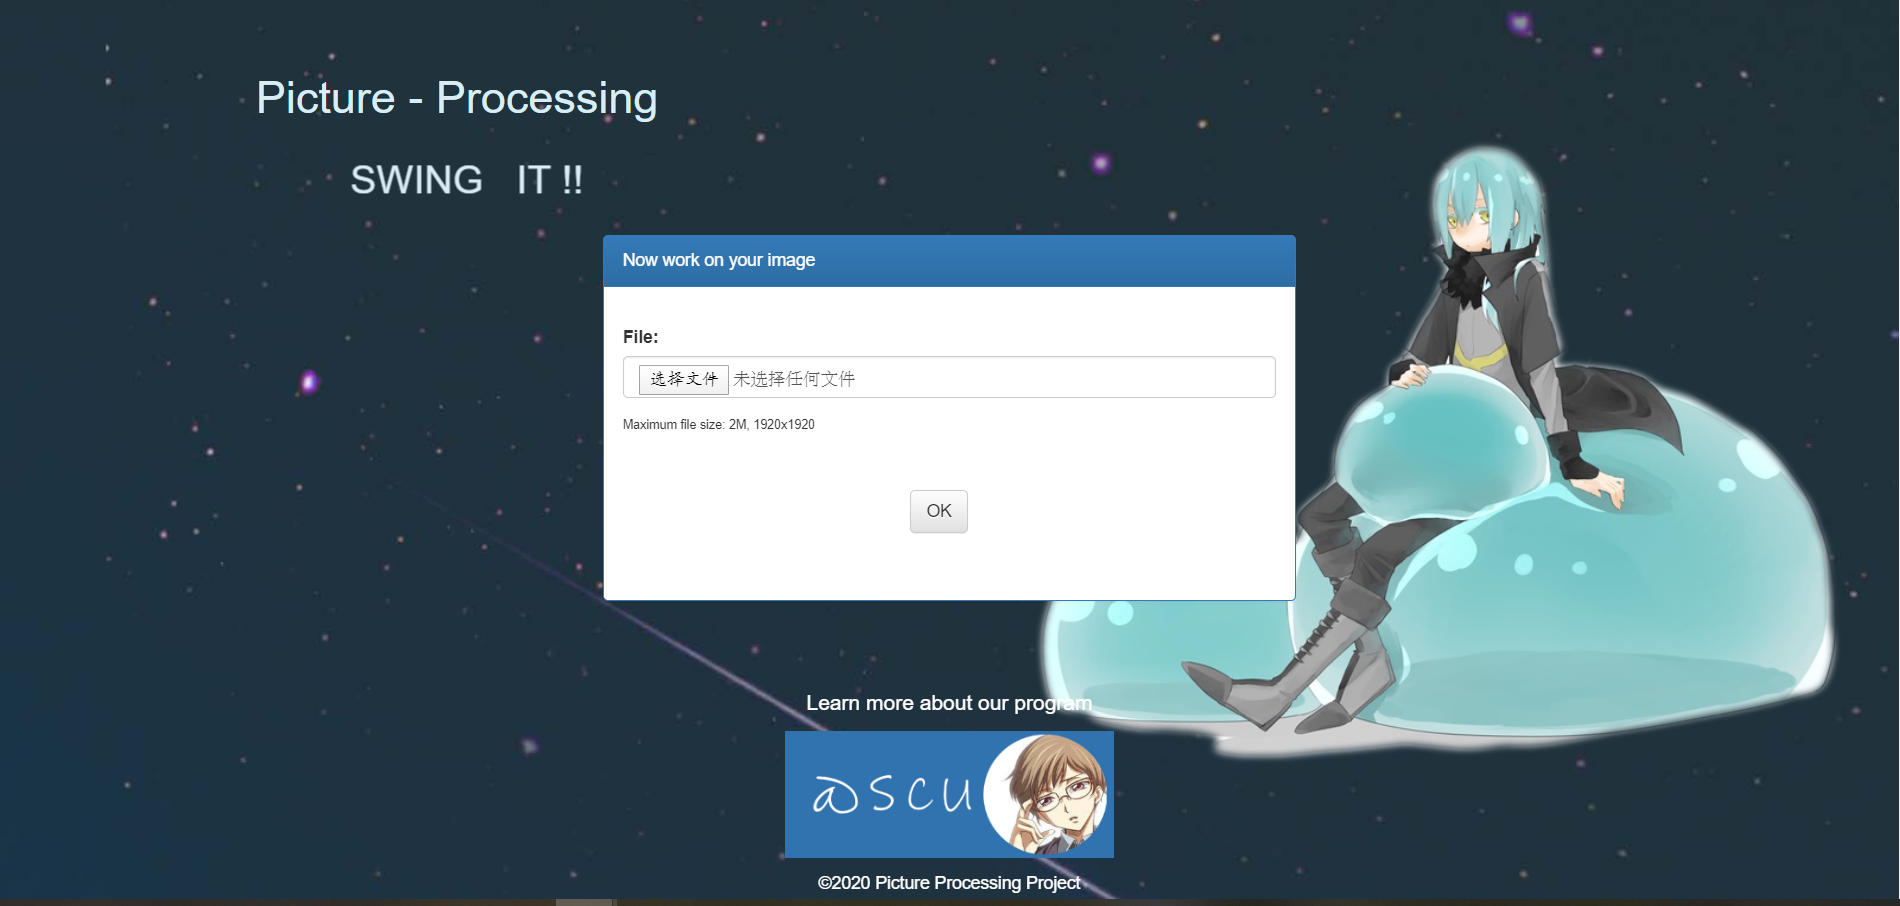 Picture - Processing
SWING IT !!
Now work on your image
File:
选择文件 未选择任何文件
Maximum file size: 2M, 1920x1920
OK
Learn more about our program
@scu
©2020 Picture Processing Project